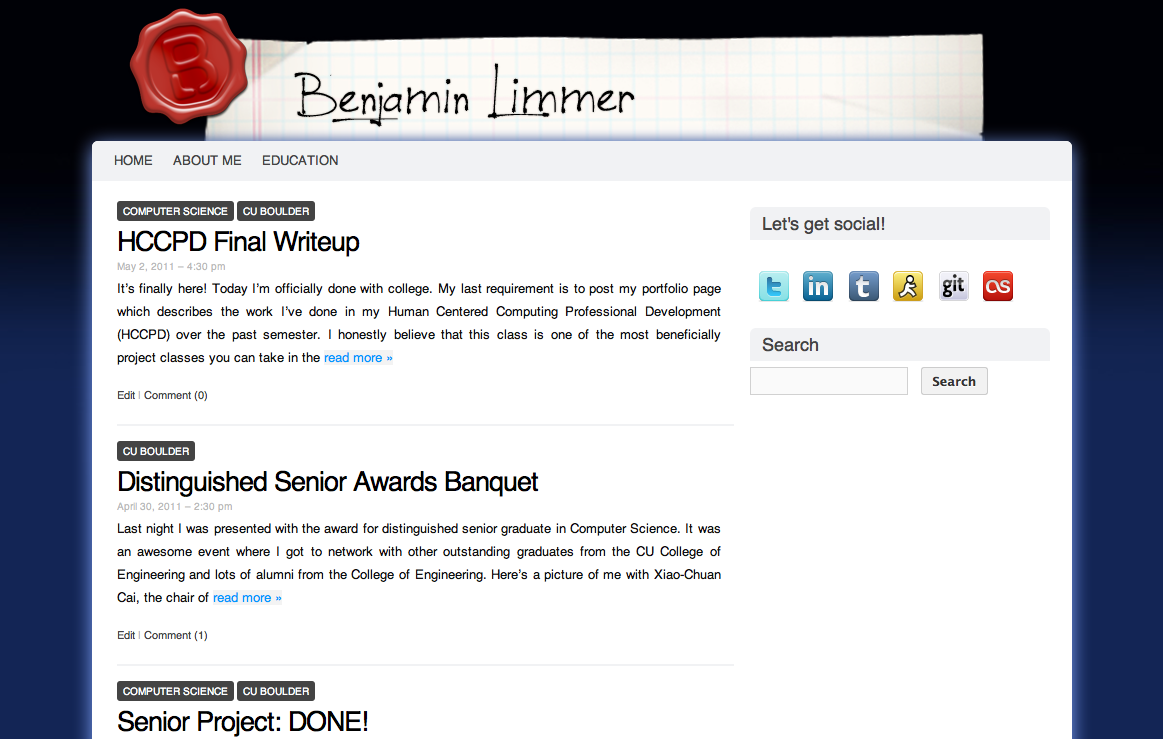 B
Benjamin Limmer
HOME ABOUT ME EDUCATION
COMPUTER SCIENCE CU BOULDER
HCCPD Final Writeup
May 2, 2011 – 4:30 pm
It's finally here! Today I'm officially done with college. My last requirement is to post my portfolio page
which describes the work I've done in my Human Centered Computing Professional Development
(HCCPD) over the past semester. I honestly believe that this class is one of the most beneficially
project classes you can take in the read more »
Edit | Comment (0)
CU BOULDER
Distinguished Senior Awards Banquet
April 30, 2011 – 2:30 pm
Last night I was presented with the award for distinguished senior graduate in Computer Science. It was
an awesome event where I got to network with other outstanding graduates from the CU College of
Engineering and lots of alumni from the College of Engineering. Here's a picture of me with Xiao-Chuan
Cai, the chair of read more »
Edit | Comment (1)
COMPUTER SCIENCE CU BOULDER
Senior Project: DONE!
Let's get social!
t in t git as
Search
Search